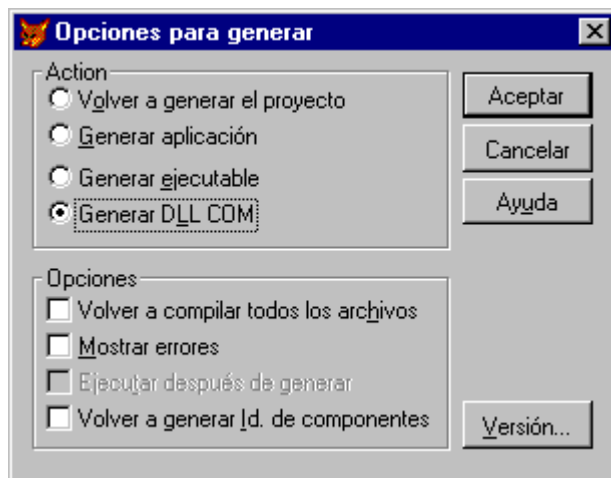 Opciones para generar
Action
Volver a generar el proyecto
Generar aplicación
Generar ejecutable
Generar DLL COM
Aceptar
Cancelar
Ayuda
Opciones
Volver a compilar todos los archivos
Mostrar errores
Ejecutar después de generar
Volver a generar Id. de componentes
Versión...